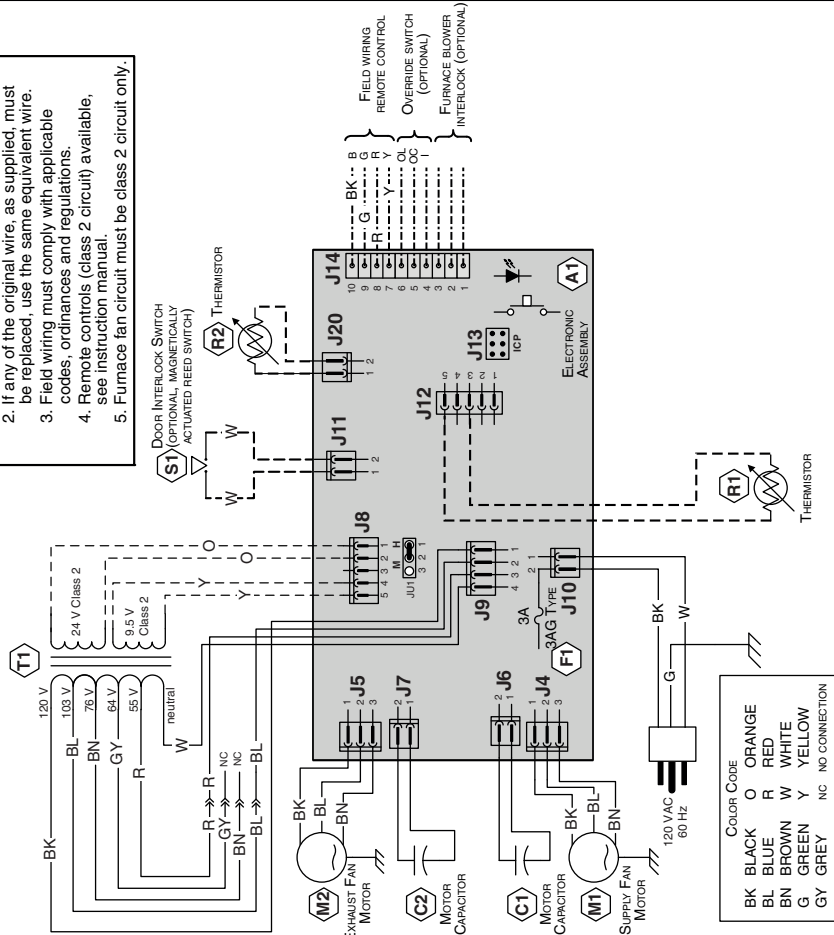 2. If any of the original wire, as supplied, must
be replaced, use the same equivalent wire.
3. Field wiring must comply with applicable
codes, ordinances and regulations.
4. Remote controls (class 2 circuit) available,
see instruction manual.
5. Furnace fan circuit must be class 2 circuit only.
FIELD WIRING
REMOTE CONTROL
OVERRIDE SWITCH
(OPTIONAL)
FURNACE BLOWER
INTERLOCK (OPTIONAL)
B
G
R
Y
OL
OC
I
BK
G
R
Y
J14
10
9
8
7
6
5
4
3
2
1
A1
ELECTRONIC
ASSEMBLY
J13
ICP
J12
5
4
3
2
1
R2
THERMISTOR
J20
1
2
S1
DOOR INTERLOCK SWITCH
(OPTIONAL, MAGNETICALLY
ACTUATED REED SWITCH)
W
W
J11
1
2
R1
THERMISTOR
T1
24 V Class 2
9.5 V
Class 2
O
O
Y
Y
J8
5
4
3
2
1
JU1
M
H
3
2
1
J9
4
3
2
1
J10
2
1
3A
3AG TYPE
F1
120 V
103 V
76 V
64 V
55 V
neutral
BK
BL
BN
GY
R
W
R
R
GY
NC
BN
NC
BL
BL
J5
1
2
3
J7
2
1
J6
2
1
J4
1
2
3
BK
BL
BN
M2
EXHAUST FAN
MOTOR
C2
MOTOR
CAPACITOR
C1
MOTOR
CAPACITOR
BK
BL
BN
M1
SUPPLY FAN
MOTOR
BK
G
W
120 VAC
60 Hz
COLOR CODE
BK BLACK O ORANGE
BL BLUE R RED
BN BROWN W WHITE
G GREEN Y YELLOW
GY GREY NC NO CONNECTION